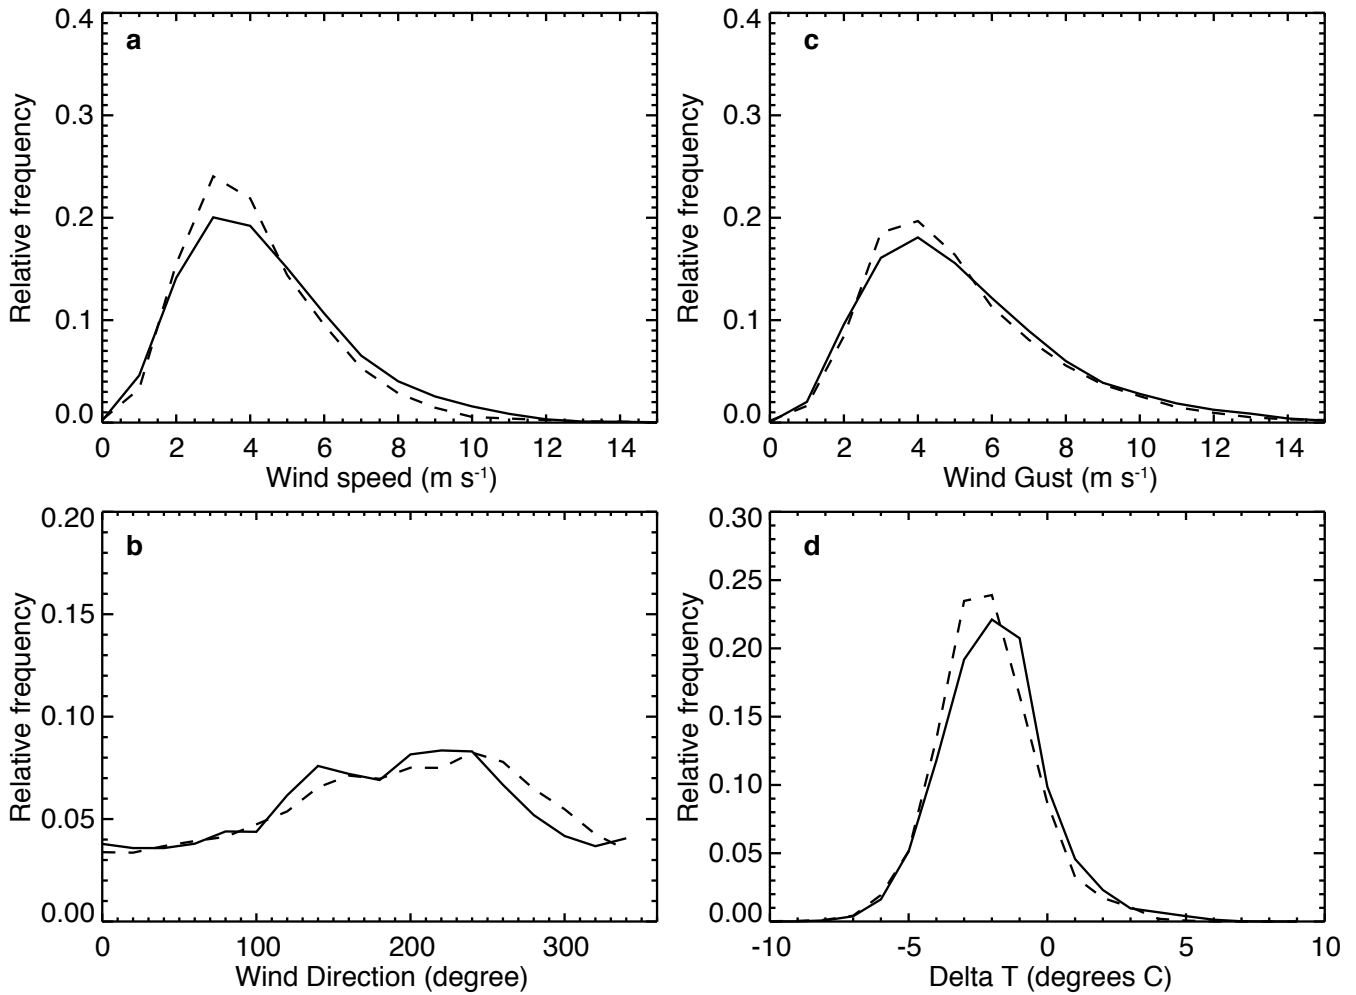 a
0.4
0.3
0.2
0.1
0.0
Relative frequency
0 2 4 6 8 10 12 14
Wind speed (m s-1)
c
0.4
0.3
0.2
0.1
0.0
Relative frequency
0 2 4 6 8 10 12 14
Wind Gust (m s-1)
b
0.20
0.15
0.10
0.05
0.00
Relative frequency
0 100 200 300
Wind Direction (degree)
d
0.30
0.25
0.20
0.15
0.10
0.05
0.00
Relative frequency
-10 -5 0 5 10
Delta T (degrees C)